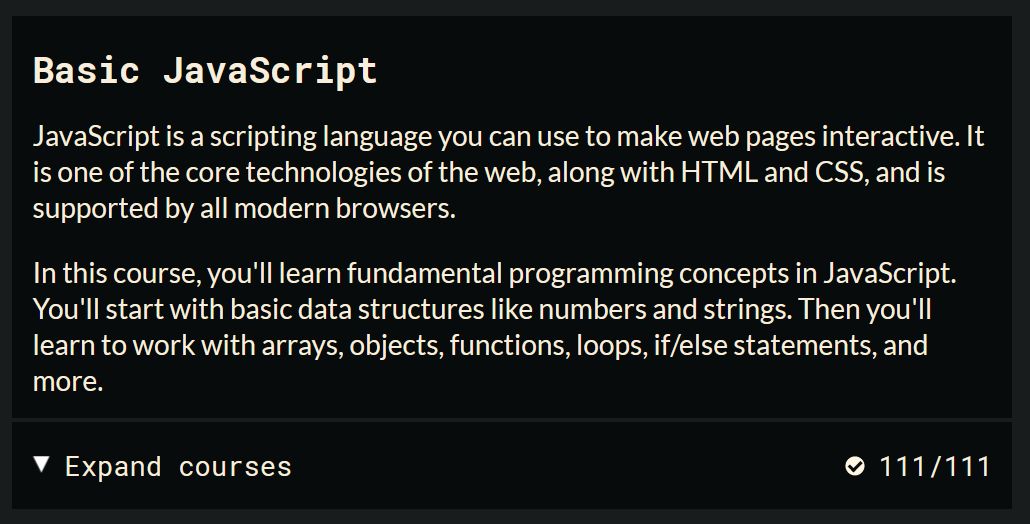 Basic JavaScript
JavaScript is a scripting language you can use to make web pages interactive. It
is one of the core technologies of the web, along with HTML and CSS, and is
supported by all modern browsers.
In this course, you'll learn fundamental programming concepts in JavaScript.
You'll start with basic data structures like numbers and strings. Then you'll
learn to work with arrays, objects, functions, loops, if/else statements, and
more.
Expand courses
111/111